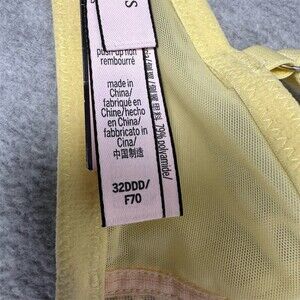 S
push-up non
rembourré
made in
China/
fabriqué en
Chine/hecho
en China/
fabbricato in
Cina/
中国制造
32DDD/
F70
79% polyamide/